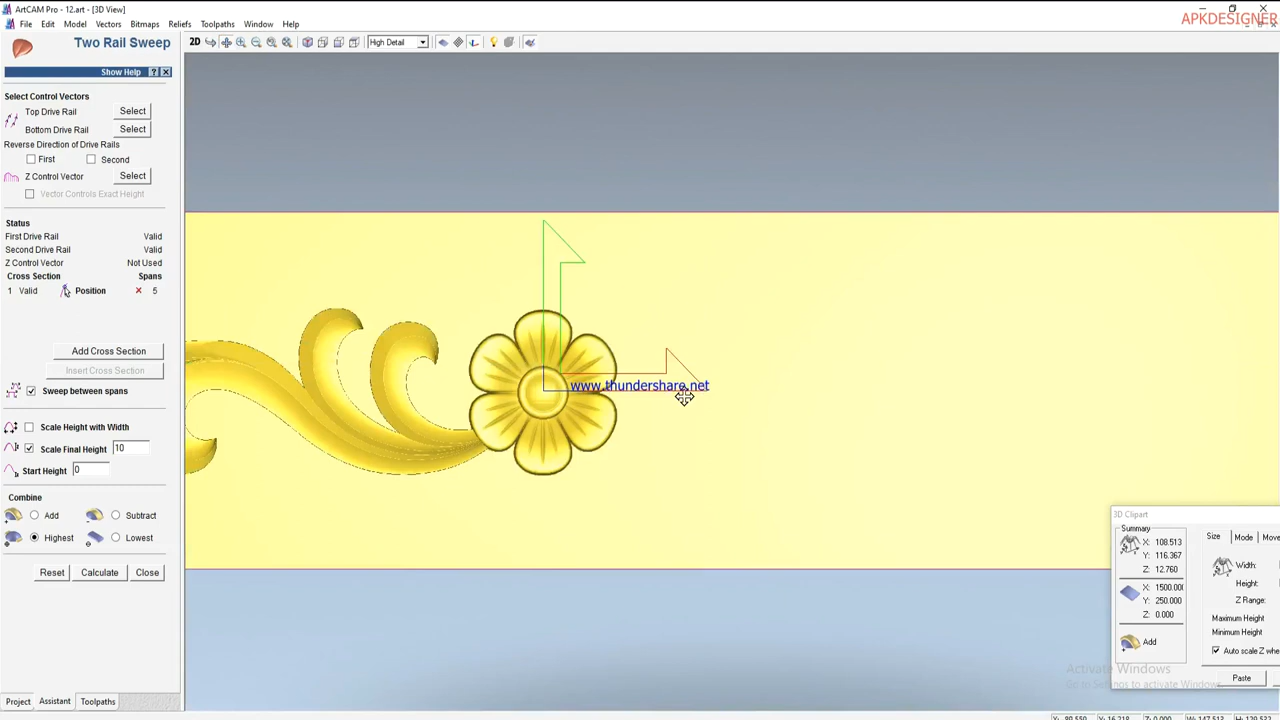 ArtCAM Pro - 12.art - [3D View]
APKDESIGNER
File Edit Model Vectors Bitmaps Reliefs Toolpaths Window Help
Two Rail Sweep
2D High Detail
Show Help ?
Select Control Vectors
Top Drive Rail Select
Bottom Drive Rail Select
Reverse Direction of Drive Rails
First Second
Z Control Vector Select
Vector Controls Exact Height
Status
First Drive Rail Valid
Second Drive Rail Valid
Z Control Vector Not Used
Cross Section Spans
1 Valid Position 5
Add Cross Section
Insert Cross Section
Sweep between spans
Scale Height with Width
Scale Final Height 10
Start Height 0
Combine
Add Subtract
Highest Lowest
Reset Calculate Close
www.thundershare.net
3D Clipart
Summary
X: 108.513
Y: 116.367
Z: 12.760
X: 1500.000
Y: 250.000
Z: 0.000
Add
Size Mode Move
Width:
Height:
Z Range:
Maximum Height
Minimum Height
Auto scale Z whe
Paste
Activate Windows
Go to Settings to activate Windows.
Project Assistant Toolpaths